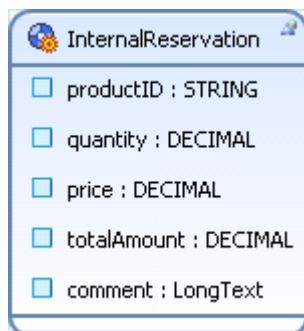 InternalReservation
productID : STRING
quantity : DECIMAL
price : DECIMAL
totalAmount : DECIMAL
comment : LongText